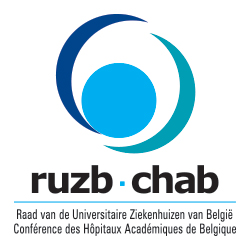 ruzb · chab
Raad van de Universitaire Ziekenhuizen van België
Conférence des Hôpitaux Académiques de Belgique